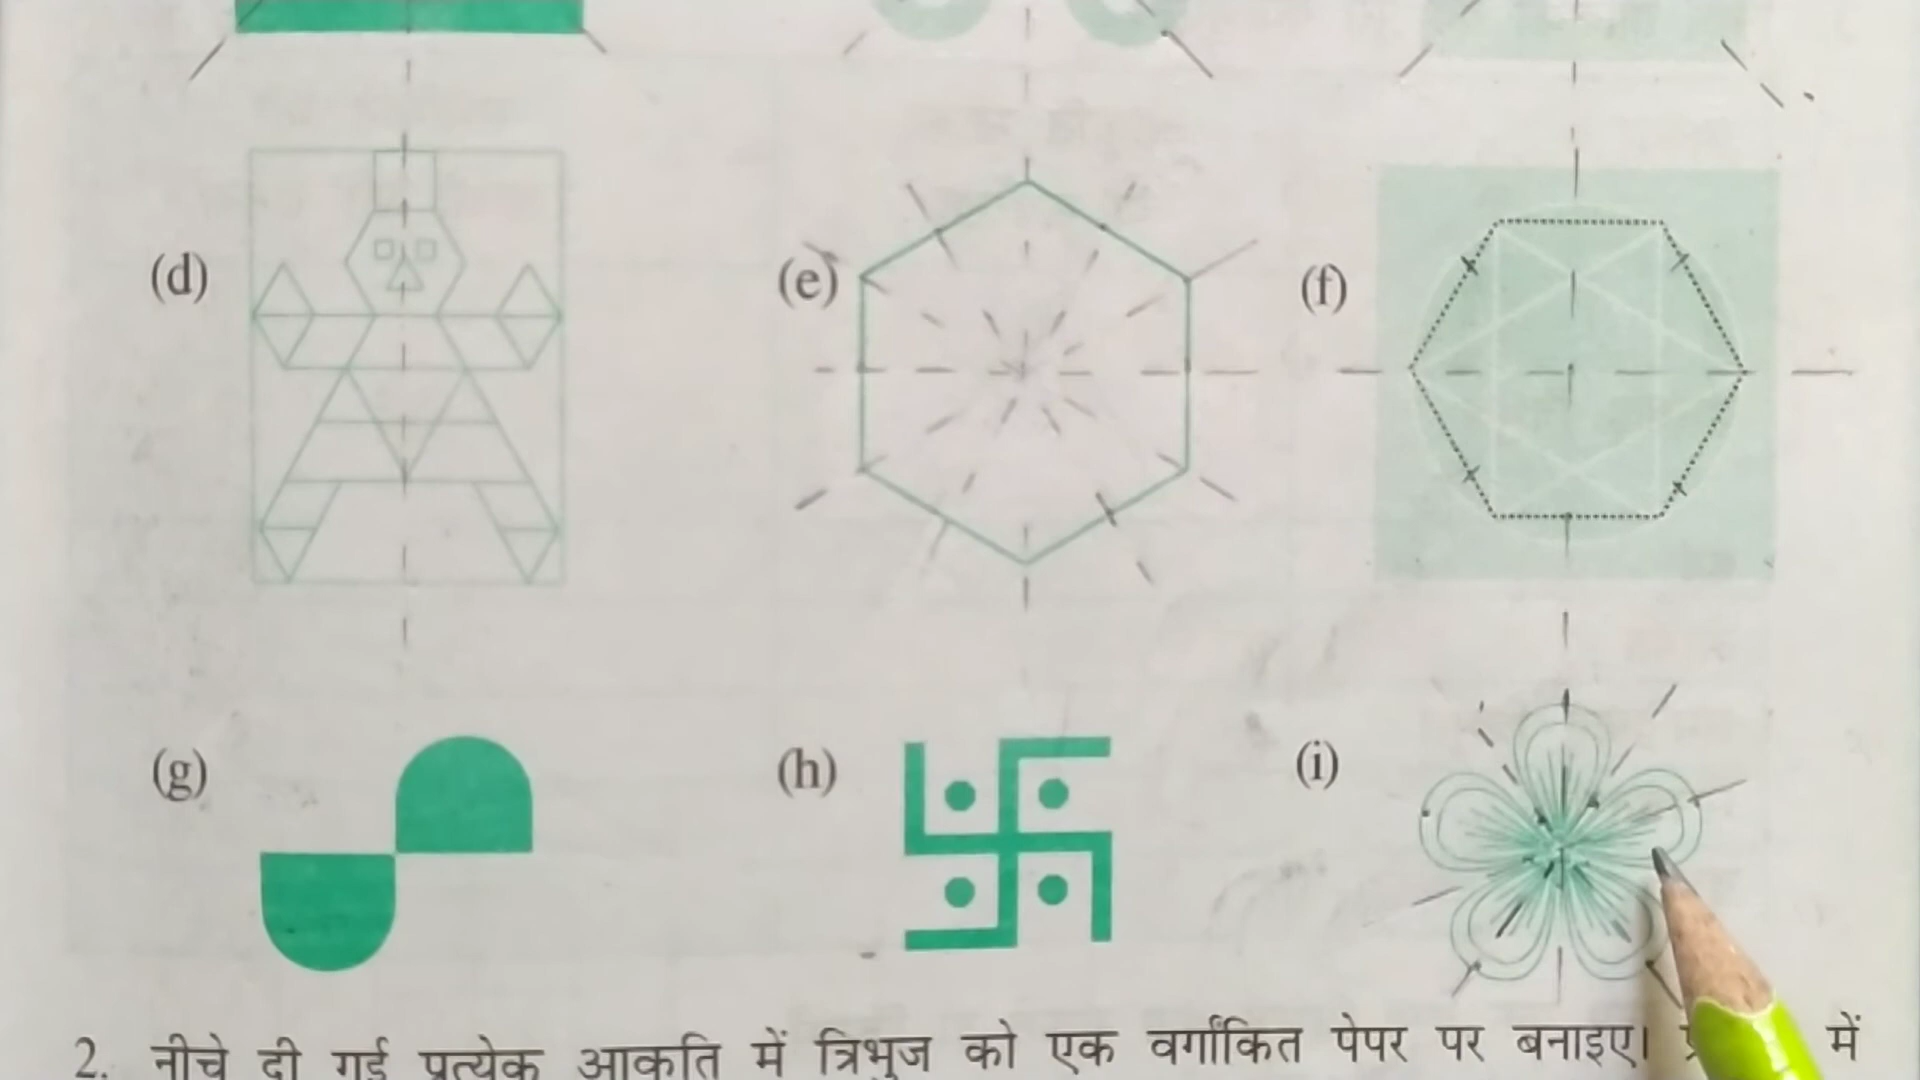 (d) (e) (f)
(g) (h) (i)
2. नीचे दी गई प्रत्येक आकृति में त्रिभुज को एक वर्गांकित पेपर पर बनाइए। में